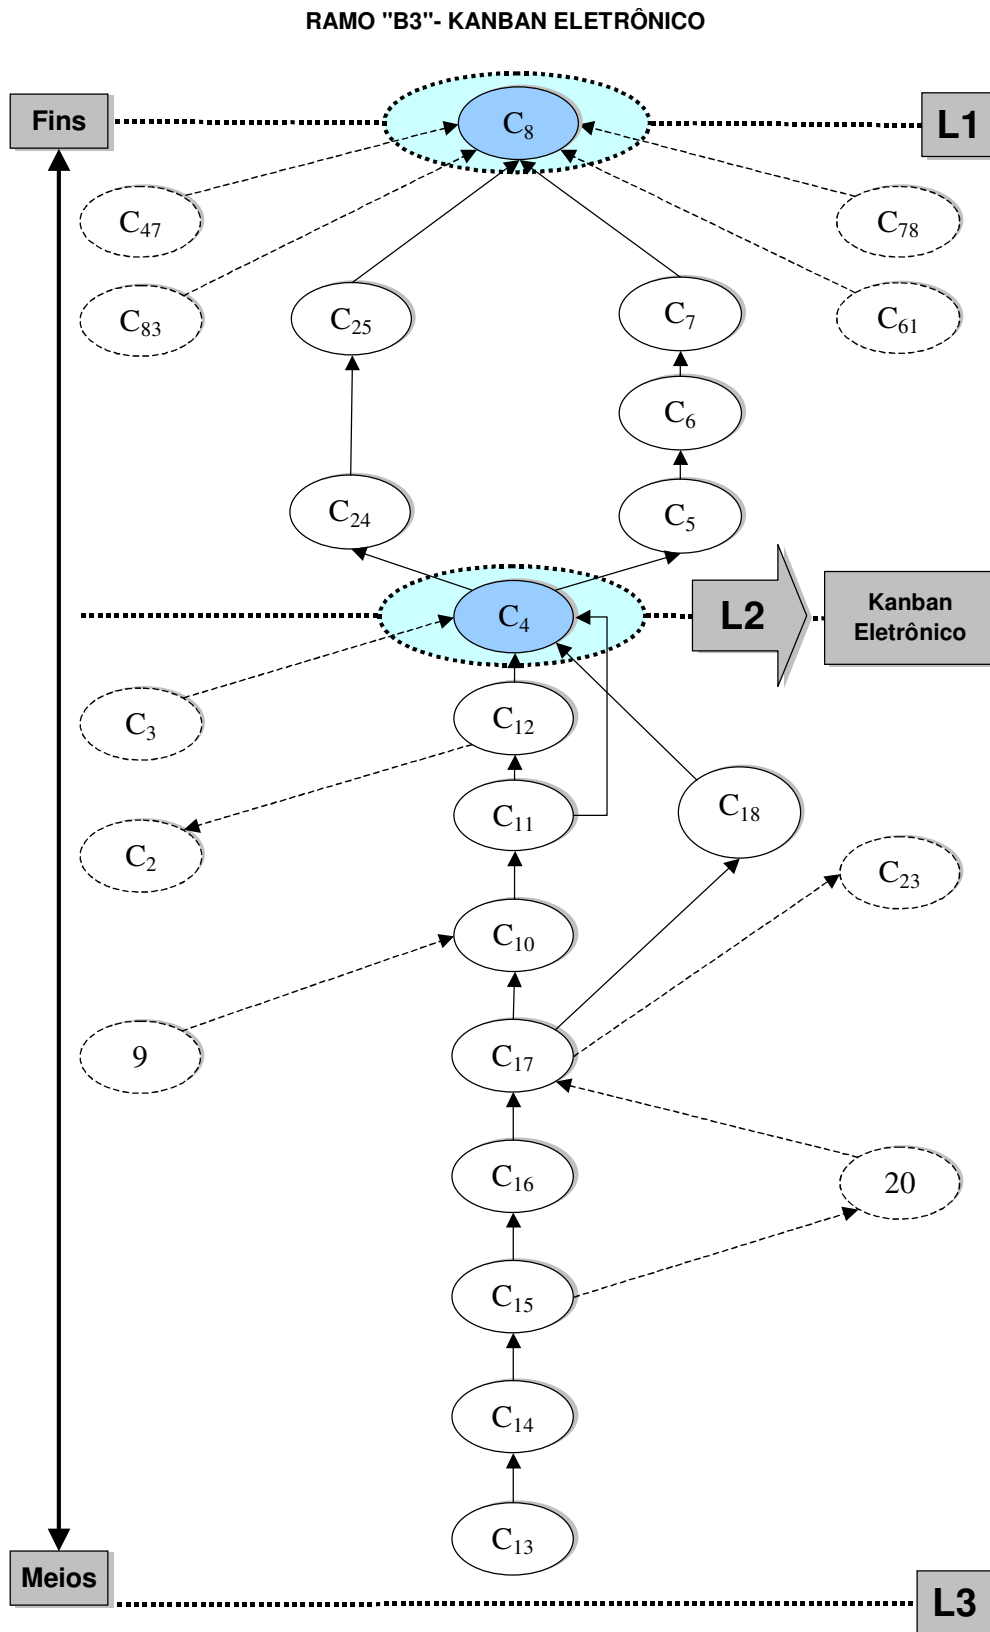 RAMO "B3"- KANBAN ELETRÔNICO
Fins
C8
L1
C47
C78
C83
C25
C7
C61
C6
C24
C5
C4
L2
Kanban
Eletrônico
C3
C12
C11
C18
C2
C23
C10
9
C17
C16
20
C15
C14
C13
Meios
L3